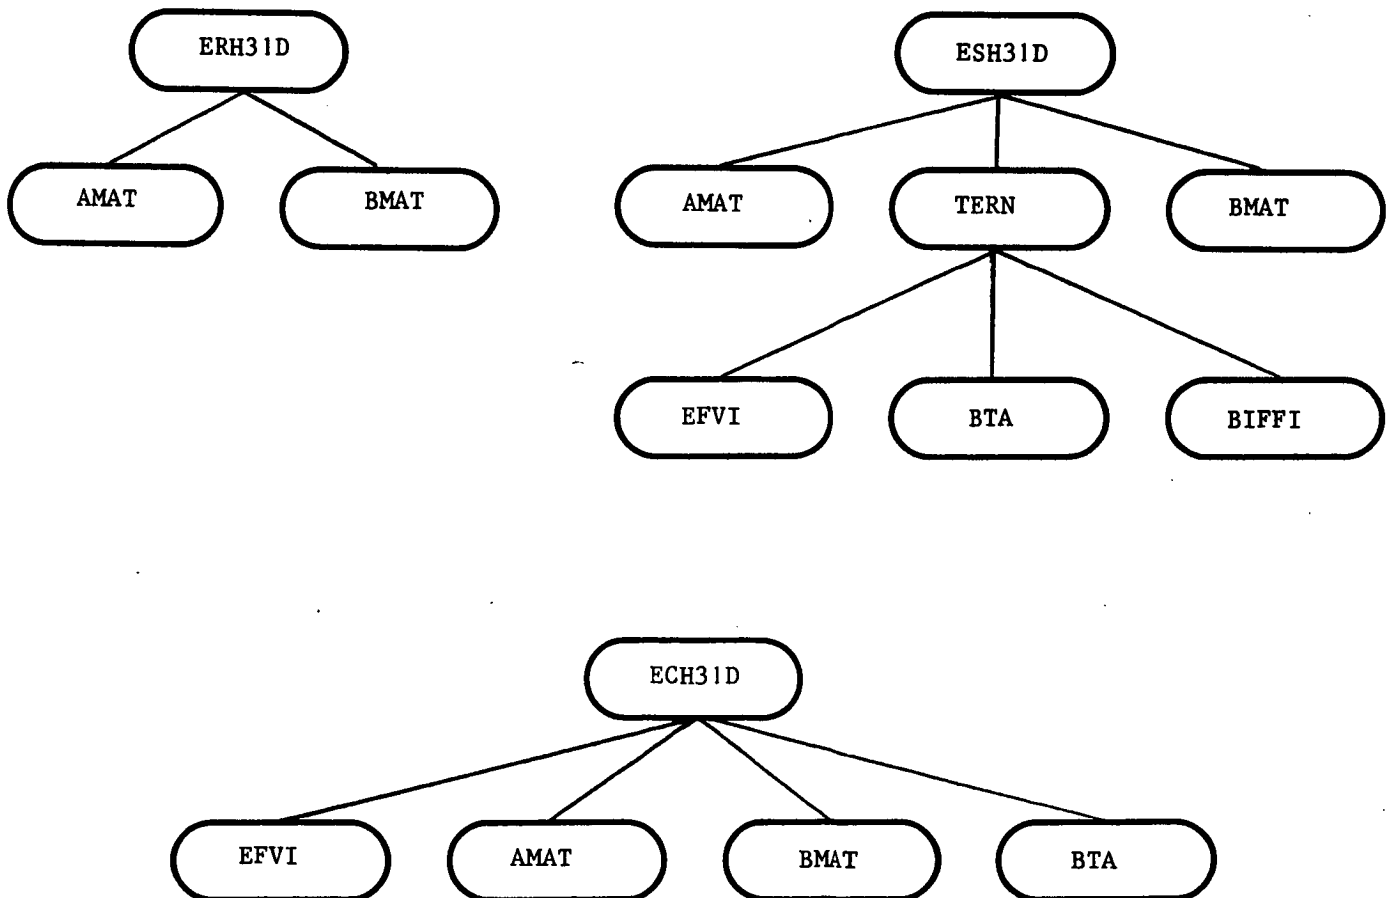 ERH31D
ESH31D
AMAT
BMAT
AMAT
TERN
BMAT
EFVI
BTA
BIFFI
ECH31D
EFVI
AMAT
BMAT
BTA